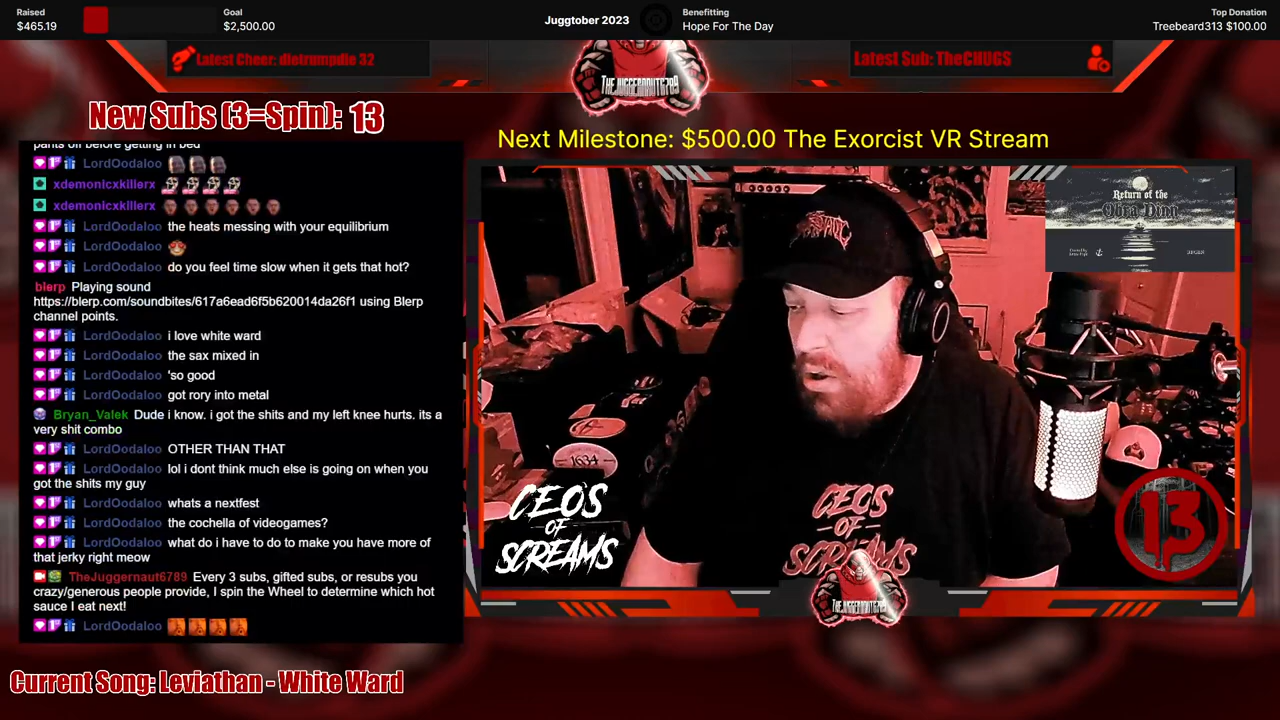 Raised
$465.19
Goal
$2,500.00
Juggtober 2023
Benefitting
Hope For The Day
Top Donation
Treebeard313 $100.00
Latest Cheer: diotrumpdio 32
Latest Sub: TheCHUGS
THEJUGGERNAUT6789
New Subs (3=Spin): 13
Next Milestone: $500.00 The Exorcist VR Stream
pants off before getting in bed
LordOodaloo
xdemonicxkillerx
xdemonicxkillerx
LordOodaloo the heats messing with your equilibrium
LordOodaloo
LordOodaloo do you feel time slow when it gets that hot?
blerp Playing sound
https://blerp.com/soundbites/617a6ead6f5b620014da26f1 using Blerp
channel points.
LordOodaloo i love white ward
LordOodaloo the sax mixed in
LordOodaloo 'so good
LordOodaloo got rory into metal
Bryan_Valek Dude i know. i got the shits and my left knee hurts. its a
very shit combo
LordOodaloo OTHER THAN THAT
LordOodaloo lol i dont think much else is going on when you
got the shits my guy
LordOodaloo whats a nextfest
LordOodaloo the cochella of videogames?
LordOodaloo what do i have to do to make you have more of
that jerky right meow
TheJuggernaut6789 Every 3 subs, gifted subs, or resubs you
crazy/generous people provide, I spin the Wheel to determine which hot
sauce I eat next!
LordOodaloo
Return of the
Obra Dinn
1634
CEOS
OF
SCREAMS
CEOS
OF
SCREAMS
13
THEJUGGERNAUT6789
Current Song: Leviathan - White Ward